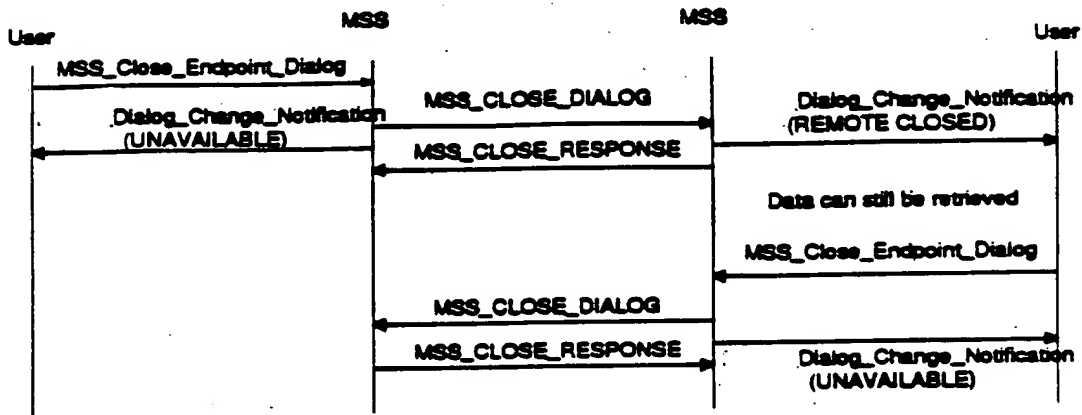 MSS
MSS
User
User
MSS_Close_Endpoint_Dialog
MSS_CLOSE_DIALOG
Dialog_Change_Notification
(REMOTE CLOSED)
Dialog_Change_Notification
(UNAVAILABLE)
MSS_CLOSE_RESPONSE
Data can still be retrieved
MSS_Close_Endpoint_Dialog
MSS_CLOSE_DIALOG
MSS_CLOSE_RESPONSE
Dialog_Change_Notification
(UNAVAILABLE)